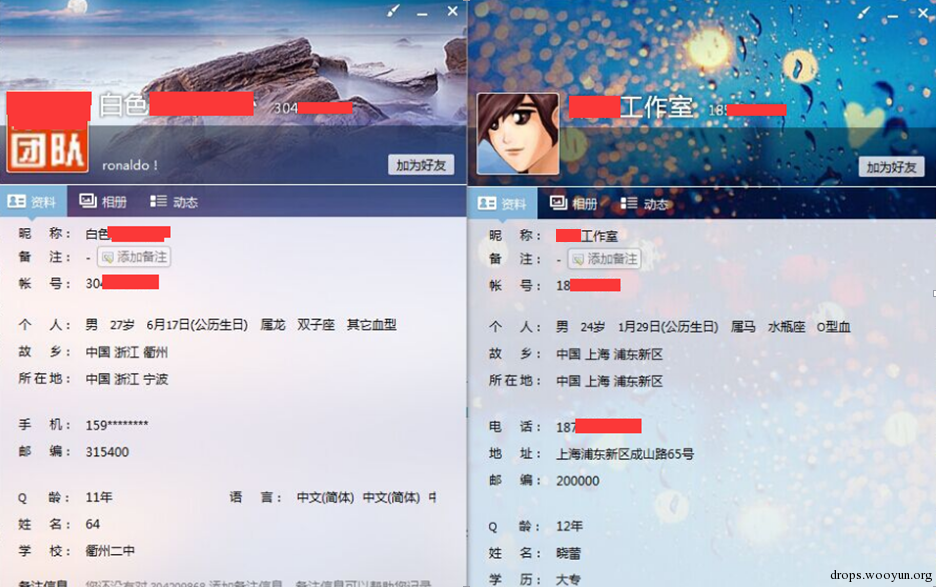 白色
304
团队
ronaldo！
加为好友
资料 相册 动态
昵 称： 白色
备 注： - 添加备注
帐 号： 30
个 人： 男 27岁 6月17日(公历生日) 属龙 双子座 其它血型
故 乡： 中国 浙江 衢州
所在地： 中国 浙江 宁波
手 机： 159********
邮 编： 315400
Q 龄： 11年 语 言： 中文(简体) 中文(简体) 中
姓 名： 64
学 校： 衢州二中
备注信息
工作室 18
加为好友
资料 相册 动态
昵 称： 工作室
备 注： - 添加备注
帐 号： 18
个 人： 男 24岁 1月29日(公历生日) 属马 水瓶座 O型血
故 乡： 中国 上海 浦东新区
所在地： 中国 上海 浦东新区
电 话： 187
地 址： 上海浦东新区成山路65号
邮 编： 200000
Q 龄： 12年
姓 名： 晓蕾
学 历： 大专
drops.wooyun.org